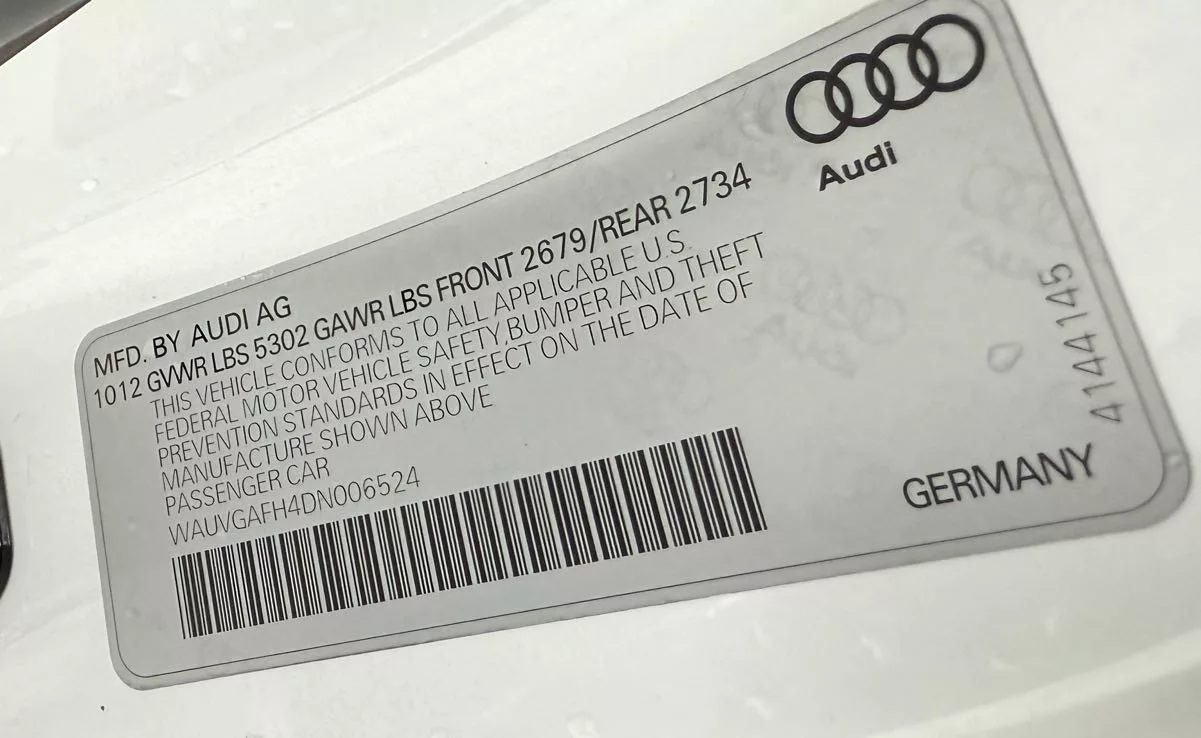 Audi
MFD. BY AUDI AG
1012 GVWR LBS 5302 GAWR LBS FRONT 2679/REAR 2734
THIS VEHICLE CONFORMS TO ALL APPLICABLE U.S.
FEDERAL MOTOR VEHICLE SAFETY,BUMPER AND THEFT
PREVENTION STANDARDS IN EFFECT ON THE DATE OF
MANUFACTURE SHOWN ABOVE
PASSENGER CAR
WAUVGAFH4DN006524
GERMANY
4144145